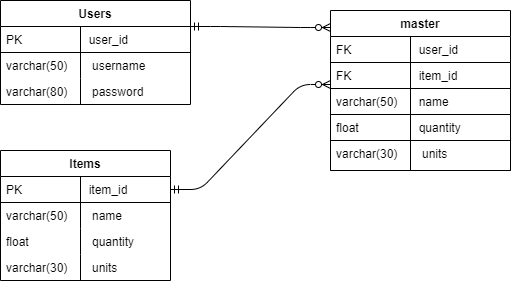 Users
PK user_id
varchar(50) username
varchar(80) password
master
FK user_id
FK item_id
varchar(50) name
float quantity
varchar(30) units
Items
PK item_id
varchar(50) name
float quantity
varchar(30) units